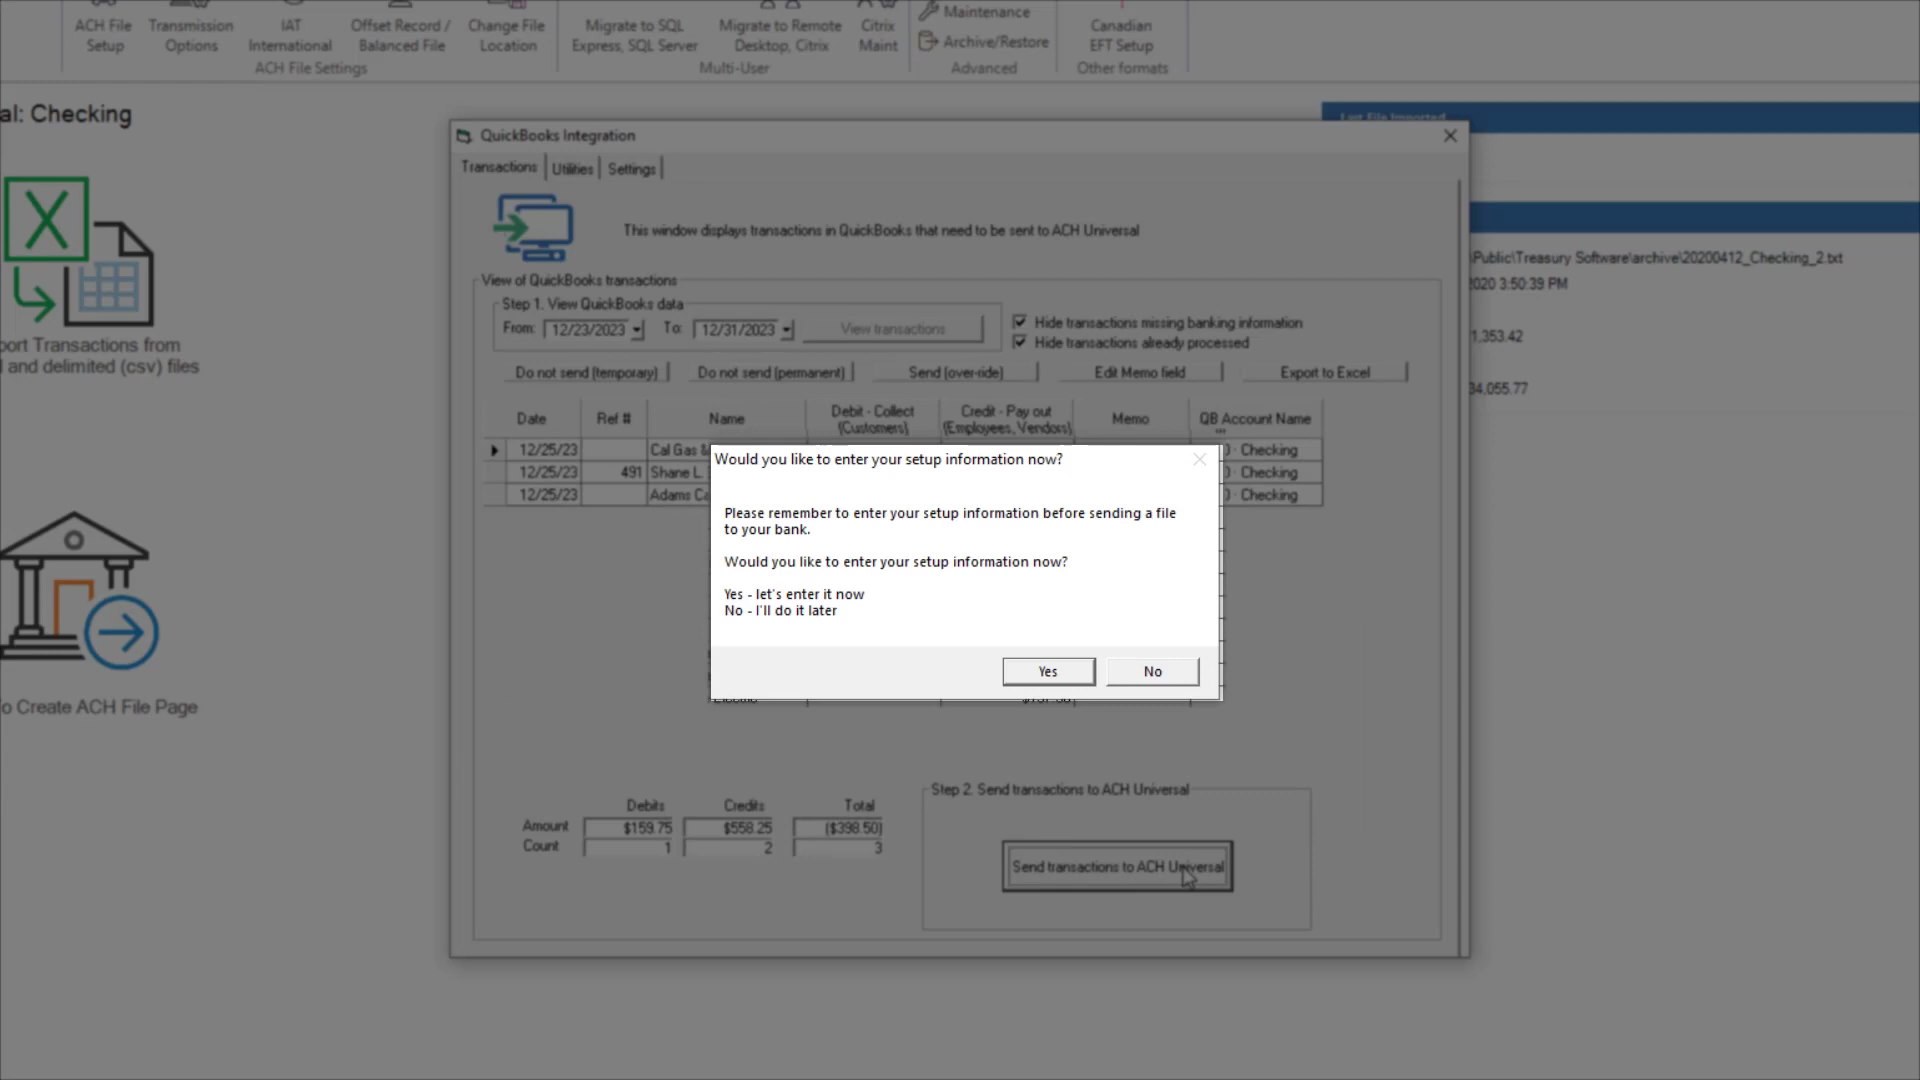 ACH File
Setup
Transmission
Options
IAT
International
Offset Record /
Balanced File
Change File
Location
ACH File Settings
Migrate to SQL
Express, SQL Server
Migrate to Remote
Desktop, Citrix
Citrix
Maint
Multi-User
Maintenance
Archive/Restore
Advanced
Canadian
EFT Setup
Other formats
al: Checking
Last File Imported
QuickBooks Integration
Transactions
Utilities
Settings
This window displays transactions in QuickBooks that need to be sent to ACH Universal
\Public\Treasury Software\archive\20200412_Checking_2.txt
2020 3:50:39 PM
1,353.42
34,055.77
port Transactions from
l and delimited (csv) files
o Create ACH File Page
View of QuickBooks transactions
Step 1. View QuickBooks data
From: 12/23/2023 To: 12/31/2023 View transactions
Hide transactions missing banking information
Hide transactions already processed
Do not send (temporary) Do not send (permanent) Send (over-ride) Edit Memo field Export to Excel
Date Ref # Name Debit - Collect (Customers) Credit - Pay out (Employees, Vendors) Memo QB Account Name ...
12/25/23 Cal Gas & 0 · Checking
12/25/23 491 Shane L. 0 · Checking
12/25/23 Adams Ca 0 · Checking
Would you like to enter your setup information now?
Please remember to enter your setup information before sending a file
to your bank.
Would you like to enter your setup information now?
Yes - let's enter it now
No - I'll do it later
Yes No
Debits Credits Total
Amount $159.75 $558.25 ($398.50)
Count 1 2 3
Step 2. Send transactions to ACH Universal
Send transactions to ACH Universal